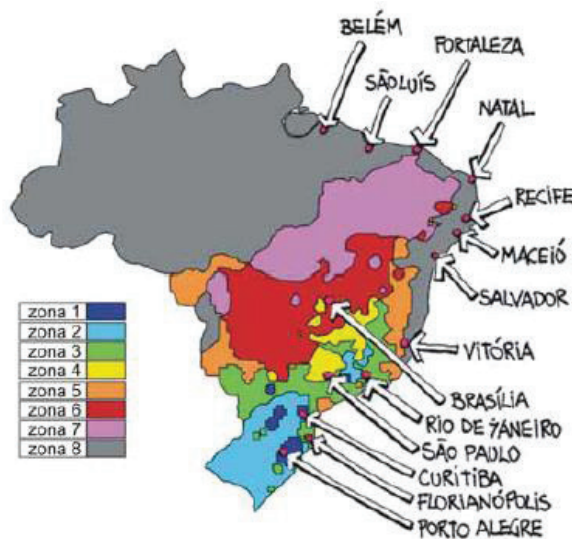 BELÉM
FORTALEZA
SÃO LUÍS
NATAL
RECIFE
MACEIÓ
SALVADOR
VITÓRIA
BRASÍLIA
RIO DE JANEIRO
SÃO PAULO
CURITIBA
FLORIANÓPOLIS
PORTO ALEGRE
zona 1
zona 2
zona 3
zona 4
zona 5
zona 6
zona 7
zona 8